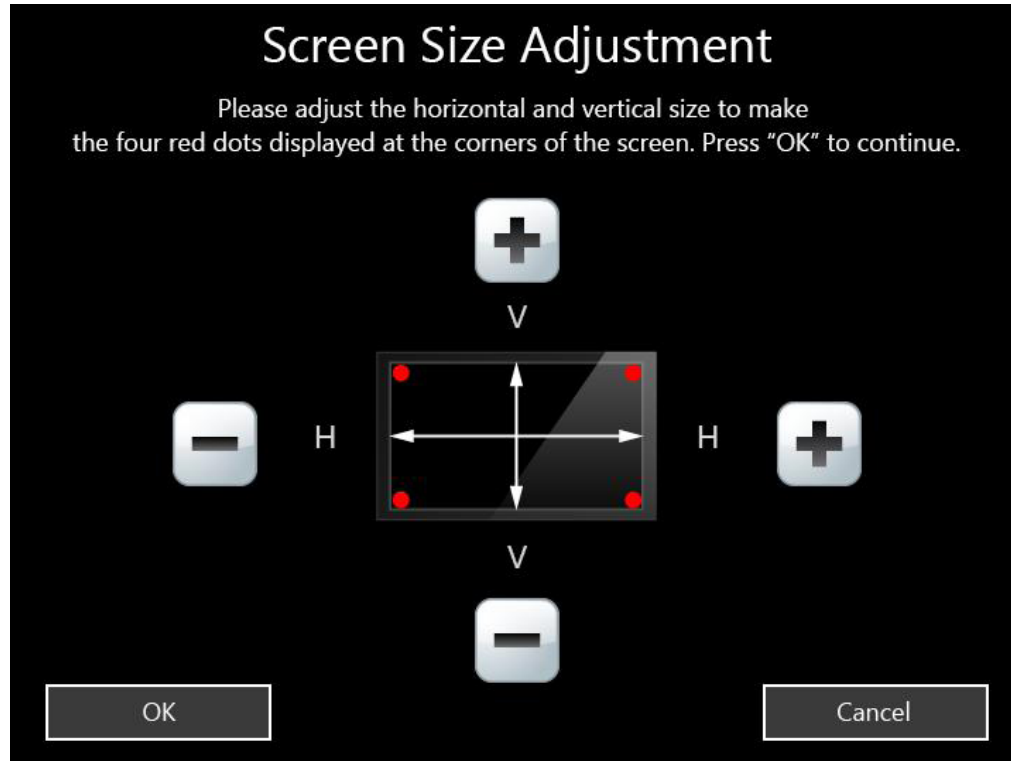 Screen Size Adjustment
Please adjust the horizontal and vertical size to make
the four red dots displayed at the corners of the screen. Press “OK” to continue.
V
H
H
V
OK
Cancel